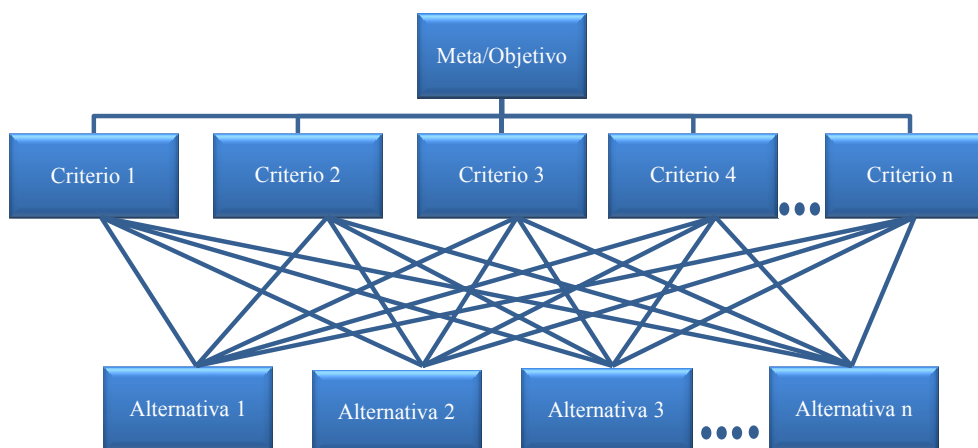 Meta/Objetivo
Criterio 1
Criterio 2
Criterio 3
Criterio 4
Criterio n
Alternativa 1
Alternativa 2
Alternativa 3
Alternativa n